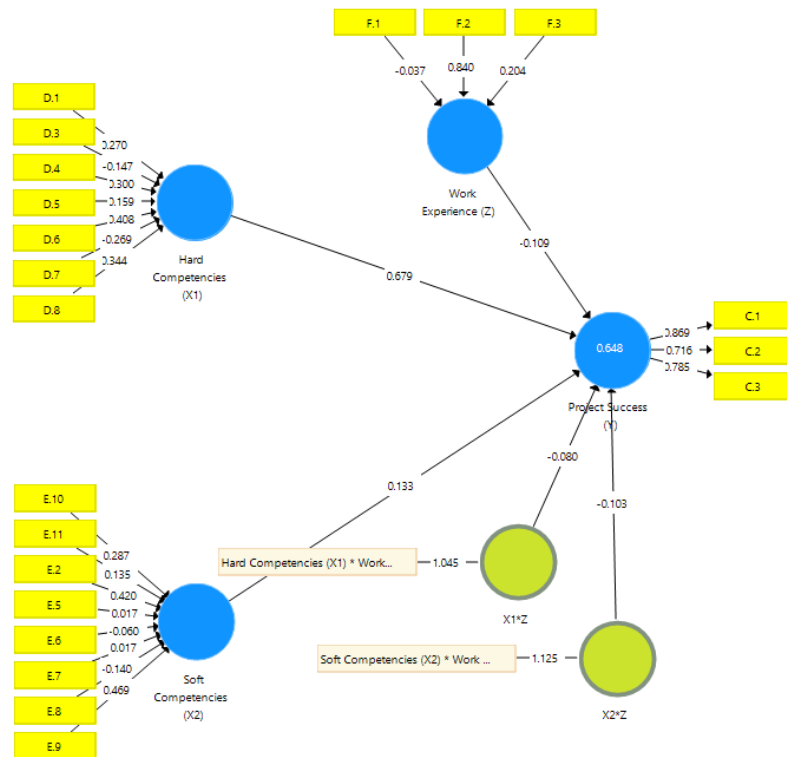 F.1
F.2
F.3
-0.037
0.840
0.204
Work
Experience (Z)
-0.109
D.1
D.3
D.4
D.5
D.6
D.7
D.8
0.270
-0.147
0.300
0.159
0.408
-0.269
0.344
Hard
Competencies
(X1)
0.679
0.648
Project Success
(Y)
0.869
0.716
0.785
C.1
C.2
C.3
0.133
-0.080
-0.103
E.10
E.11
E.2
E.5
E.6
E.7
E.8
E.9
0.287
0.135
0.420
0.017
-0.060
0.017
-0.140
0.469
Soft
Competencies
(X2)
Hard Competencies (X1) * Work...
1.045
X1*Z
Soft Competencies (X2) * Work ...
1.125
X2*Z